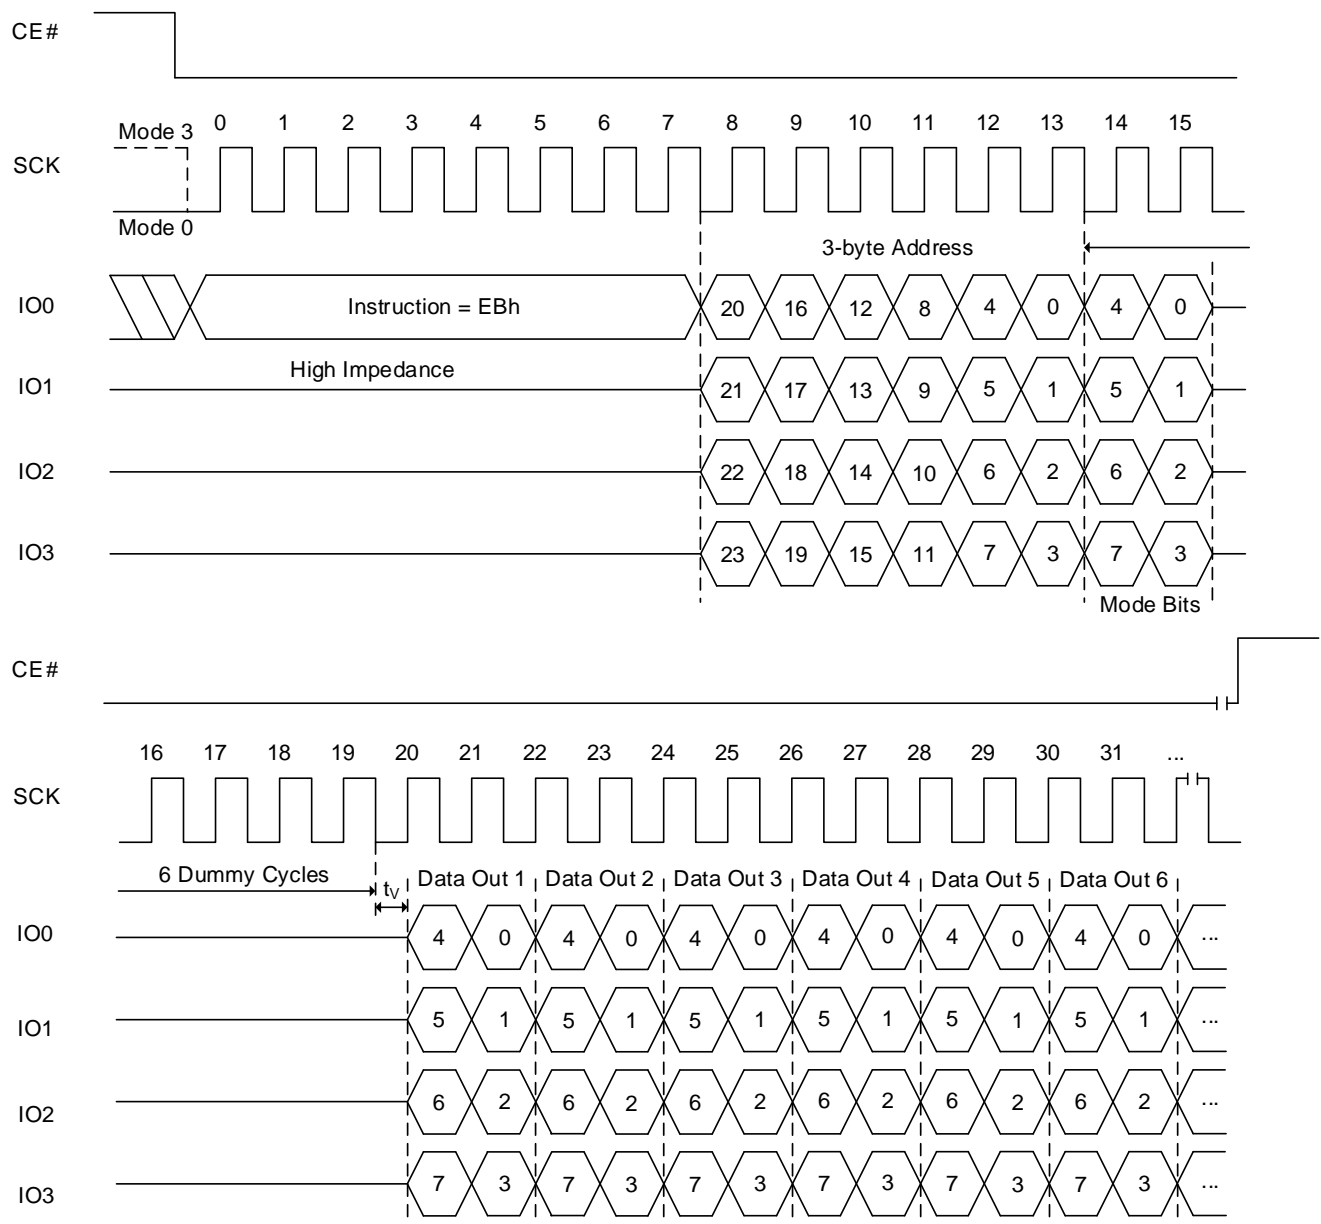 CE#
Mode 3 0 1 2 3 4 5 6 7 8 9 10 11 12 13 14 15
SCK
Mode 0
3-byte Address
IO0 Instruction = EBh 20 16 12 8 4 0 4 0
High Impedance
IO1 21 17 13 9 5 1 5 1
IO2 22 18 14 10 6 2 6 2
IO3 23 19 15 11 7 3 7 3
Mode Bits
CE#
16 17 18 19 20 21 22 23 24 25 26 27 28 29 30 31 ...
SCK
6 Dummy Cycles tV Data Out 1 Data Out 2 Data Out 3 Data Out 4 Data Out 5 Data Out 6
IO0 4 0 4 0 4 0 4 0 4 0 4 0 ...
IO1 5 1 5 1 5 1 5 1 5 1 5 1 ...
IO2 6 2 6 2 6 2 6 2 6 2 6 2 ...
IO3 7 3 7 3 7 3 7 3 7 3 7 3 ...